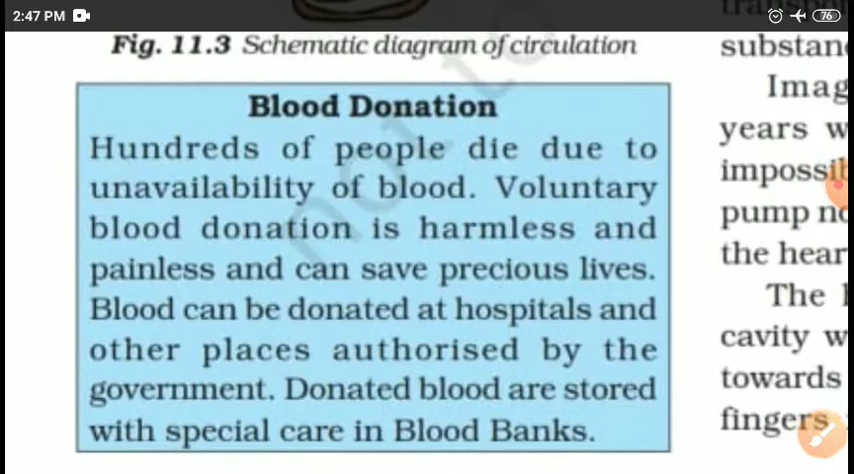 2:47 PM
76
Fig. 11.3 Schematic diagram of circulation
Blood Donation
Hundreds of people die due to
unavailability of blood. Voluntary
blood donation is harmless and
painless and can save precious lives.
Blood can be donated at hospitals and
other places authorised by the
government. Donated blood are stored
with special care in Blood Banks.
substan
Imag
years w
impossib
pump no
the hear
The
cavity w
towards
fingers